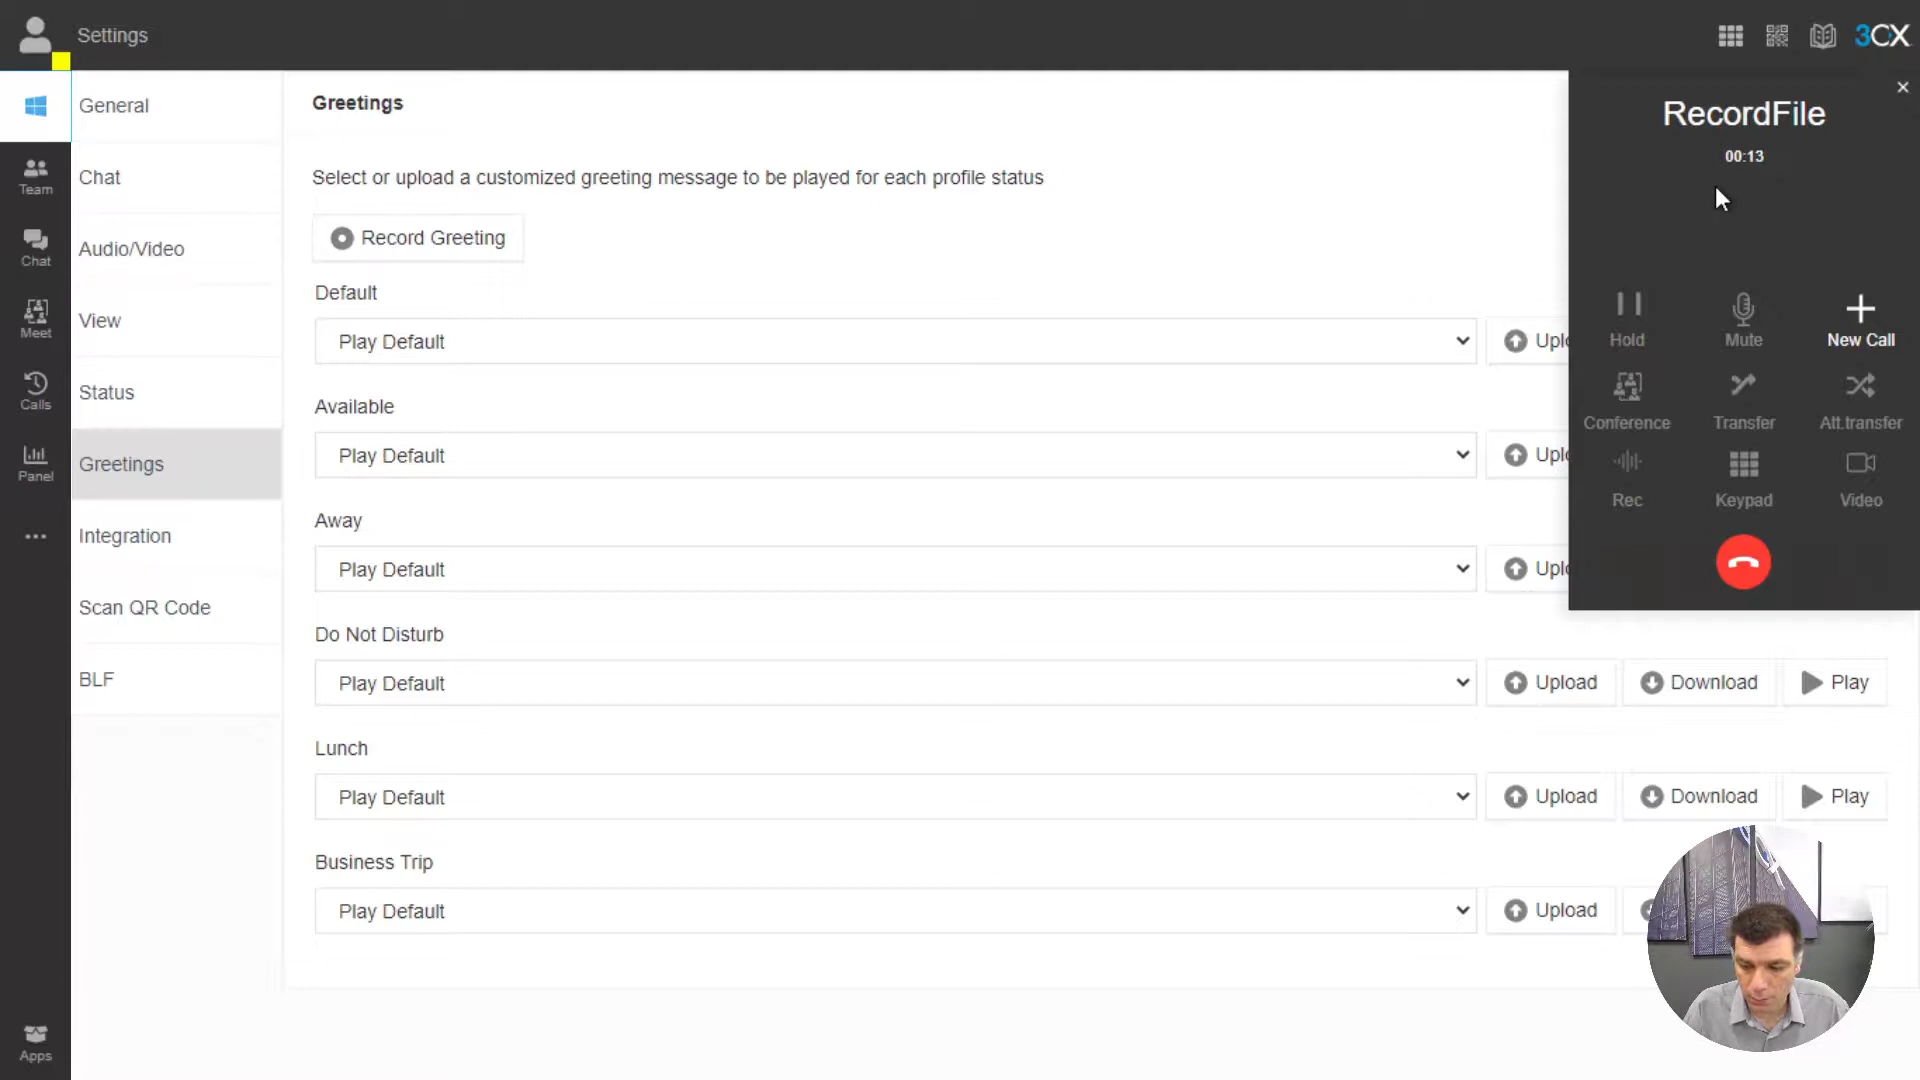 Settings
3CX
General
Chat
Audio/Video
View
Status
Greetings
Integration
Scan QR Code
BLF
Team
Chat
Meet
Calls
Panel
Apps
Greetings
Select or upload a customized greeting message to be played for each profile status
Record Greeting
Default
Play Default
Available
Play Default
Away
Play Default
Do Not Disturb
Play Default
Upload
Download
Play
Lunch
Play Default
Upload
Download
Play
Business Trip
Play Default
Upload
RecordFile
00:13
Hold
Mute
New Call
Conference
Transfer
Att.transfer
Rec
Keypad
Video